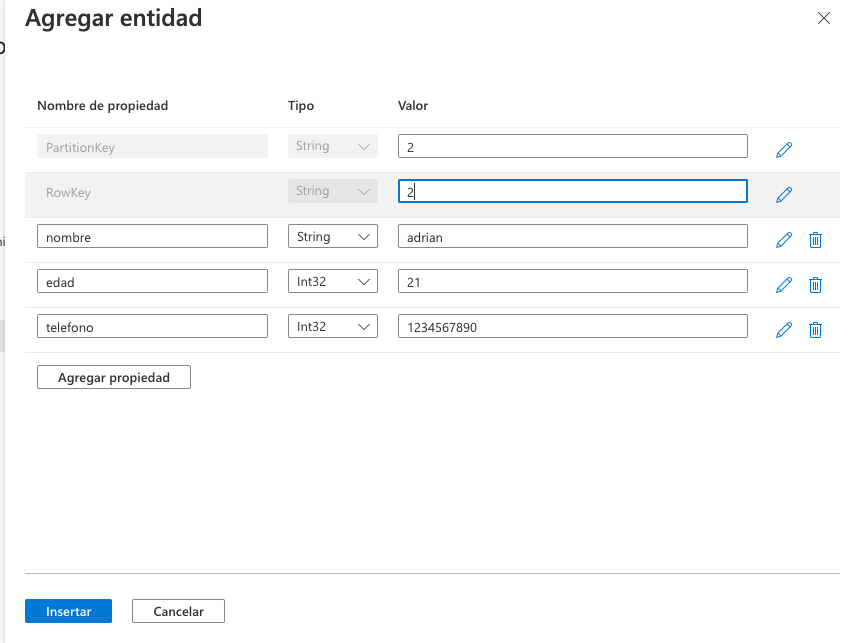 Agregar entidad
Nombre de propiedad Tipo Valor
PartitionKey String 2
RowKey String 2
nombre String adrian
edad Int32 21
telefono Int32 1234567890
Agregar propiedad
Insertar Cancelar